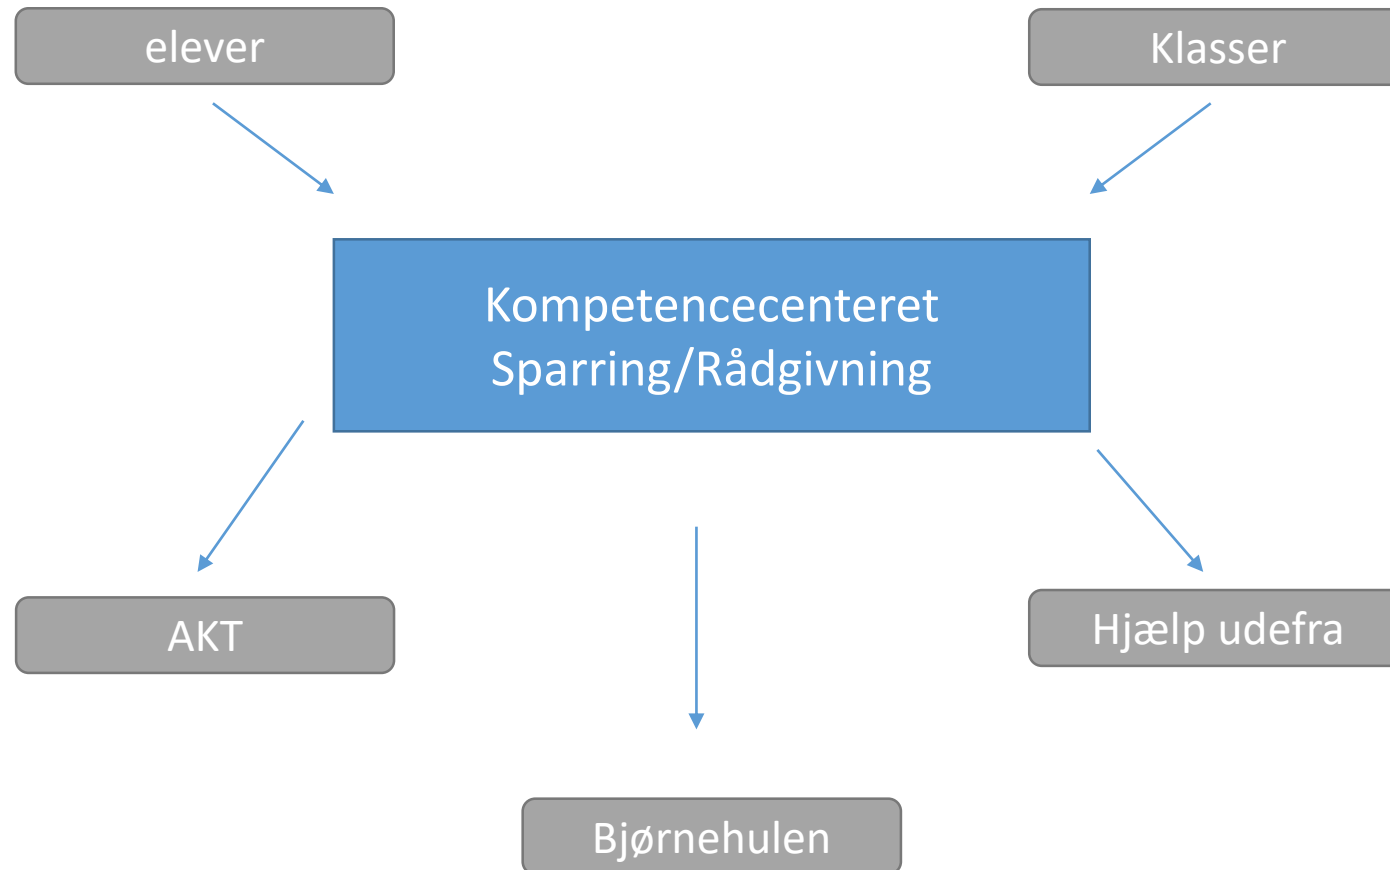 elever
Klasser
Kompetencecenteret
Sparring/Rådgivning
AKT
Hjælp udefra
Bjørnehulen